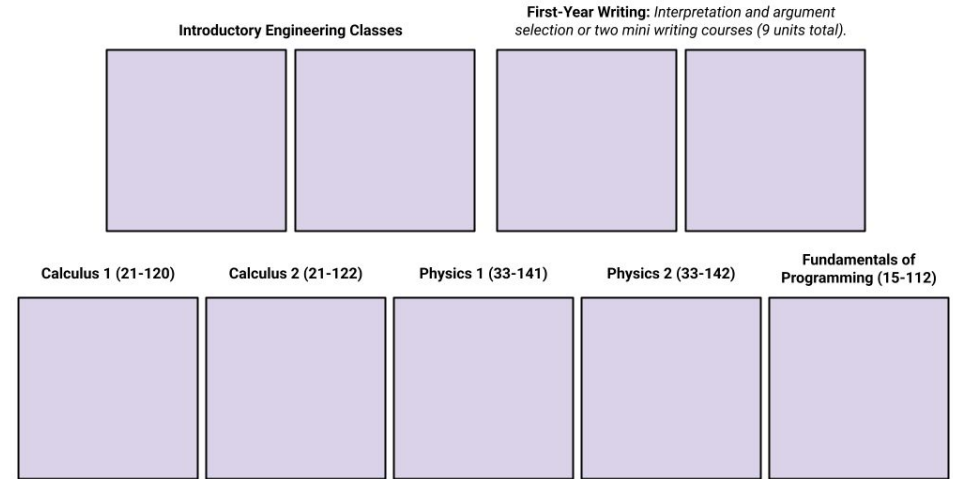 Introductory Engineering Classes
First-Year Writing: Interpretation and argument
selection or two mini writing courses (9 units total).
Calculus 1 (21-120)
Calculus 2 (21-122)
Physics 1 (33-141)
Physics 2 (33-142)
Fundamentals of
Programming (15-112)